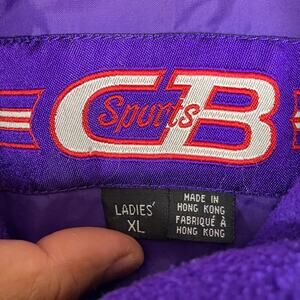 CB
Sports
LADIES'
XL
MADE IN
HONG KONG
FABRIQUÉ À
HONG KONG